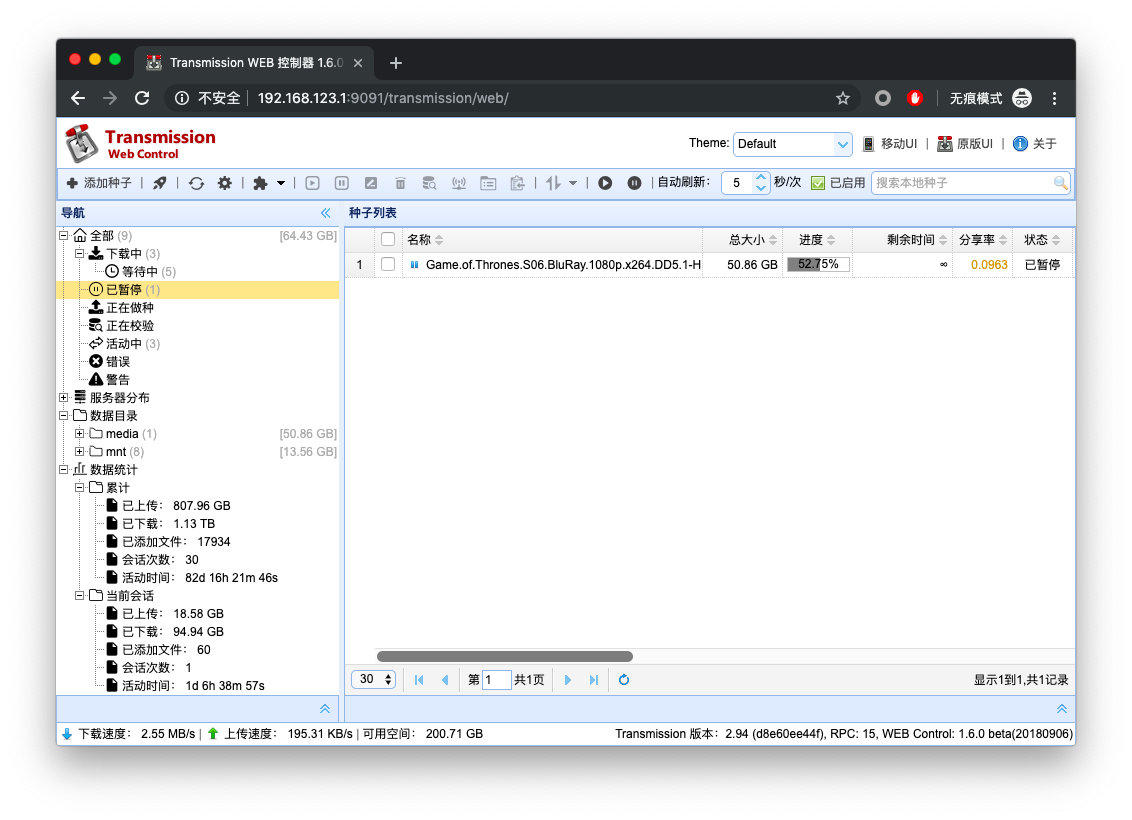 Transmission WEB 控制器 1.6.0
不安全 192.168.123.1:9091/transmission/web/ 无痕模式
Transmission
Web Control
Theme: Default 移动UI | 原版UI | 关于
添加种子 自动刷新： 5 秒/次 已启用 搜索本地种子
导航
种子列表
全部 (9) [64.43 GB]
下载中 (3)
等待中 (5)
已暂停 (1)
正在做种
正在校验
活动中 (3)
错误
警告
服务器分布
数据目录
media (1) [50.86 GB]
mnt (8) [13.56 GB]
数据统计
累计
已上传： 807.96 GB
已下载： 1.13 TB
已添加文件： 17934
会话次数： 30
活动时间： 82d 16h 21m 46s
当前会话
已上传： 18.58 GB
已下载： 94.94 GB
已添加文件： 60
会话次数： 1
活动时间： 1d 6h 38m 57s
名称 总大小 进度 剩余时间 分享率 状态
1 Game.of.Thrones.S06.BluRay.1080p.x264.DD5.1-H 50.86 GB 52.75% ∞ 0.0963 已暂停
30 第 1 共1页 显示1到1,共1记录
下载速度： 2.55 MB/s | 上传速度： 195.31 KB/s | 可用空间： 200.71 GB
Transmission 版本：2.94 (d8e60ee44f), RPC: 15, WEB Control: 1.6.0 beta(20180906)